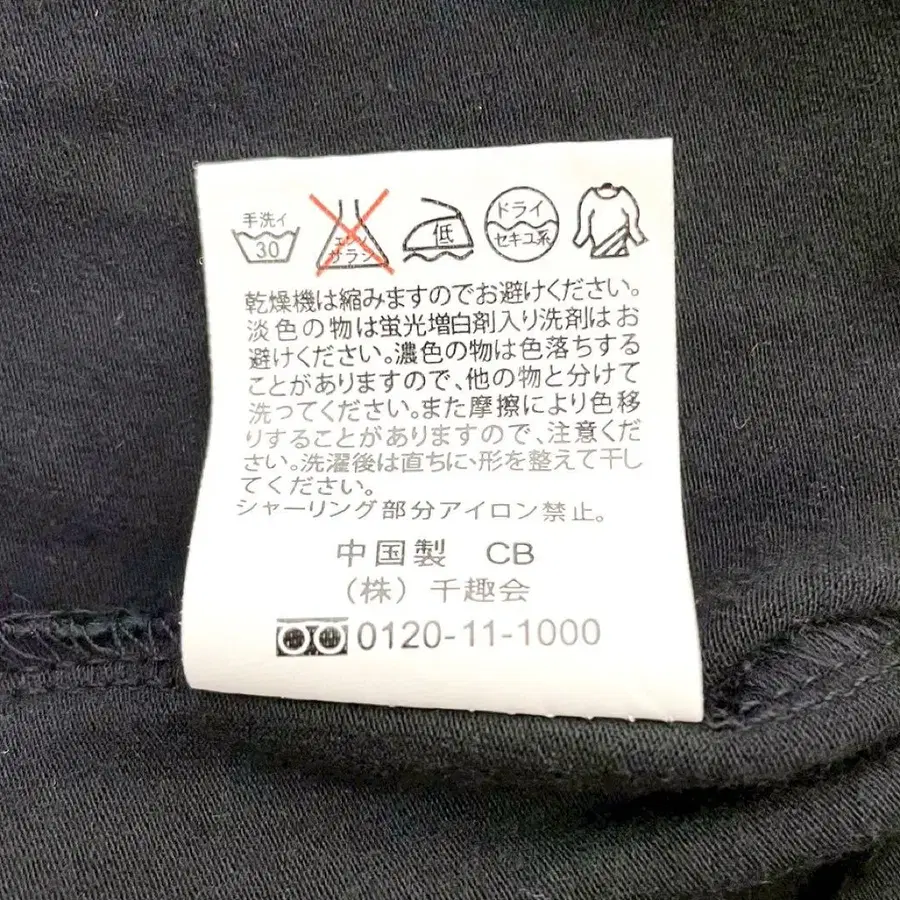 手洗イ
30
エンソ
サラシ
低
ドライ
セキユ系
乾燥機は縮みますのでお避けください。
淡色の物は蛍光増白剤入り洗剤はお
避けください。濃色の物は色落ちする
ことがありますので、他の物と分けて
洗ってください。また摩擦により色移
りすることがありますので、注意くだ
さい。洗濯後は直ちに、形を整えて干し
てください。
シャーリング部分アイロン禁止。
中国製 CB
（株）千趣会
0120-11-1000